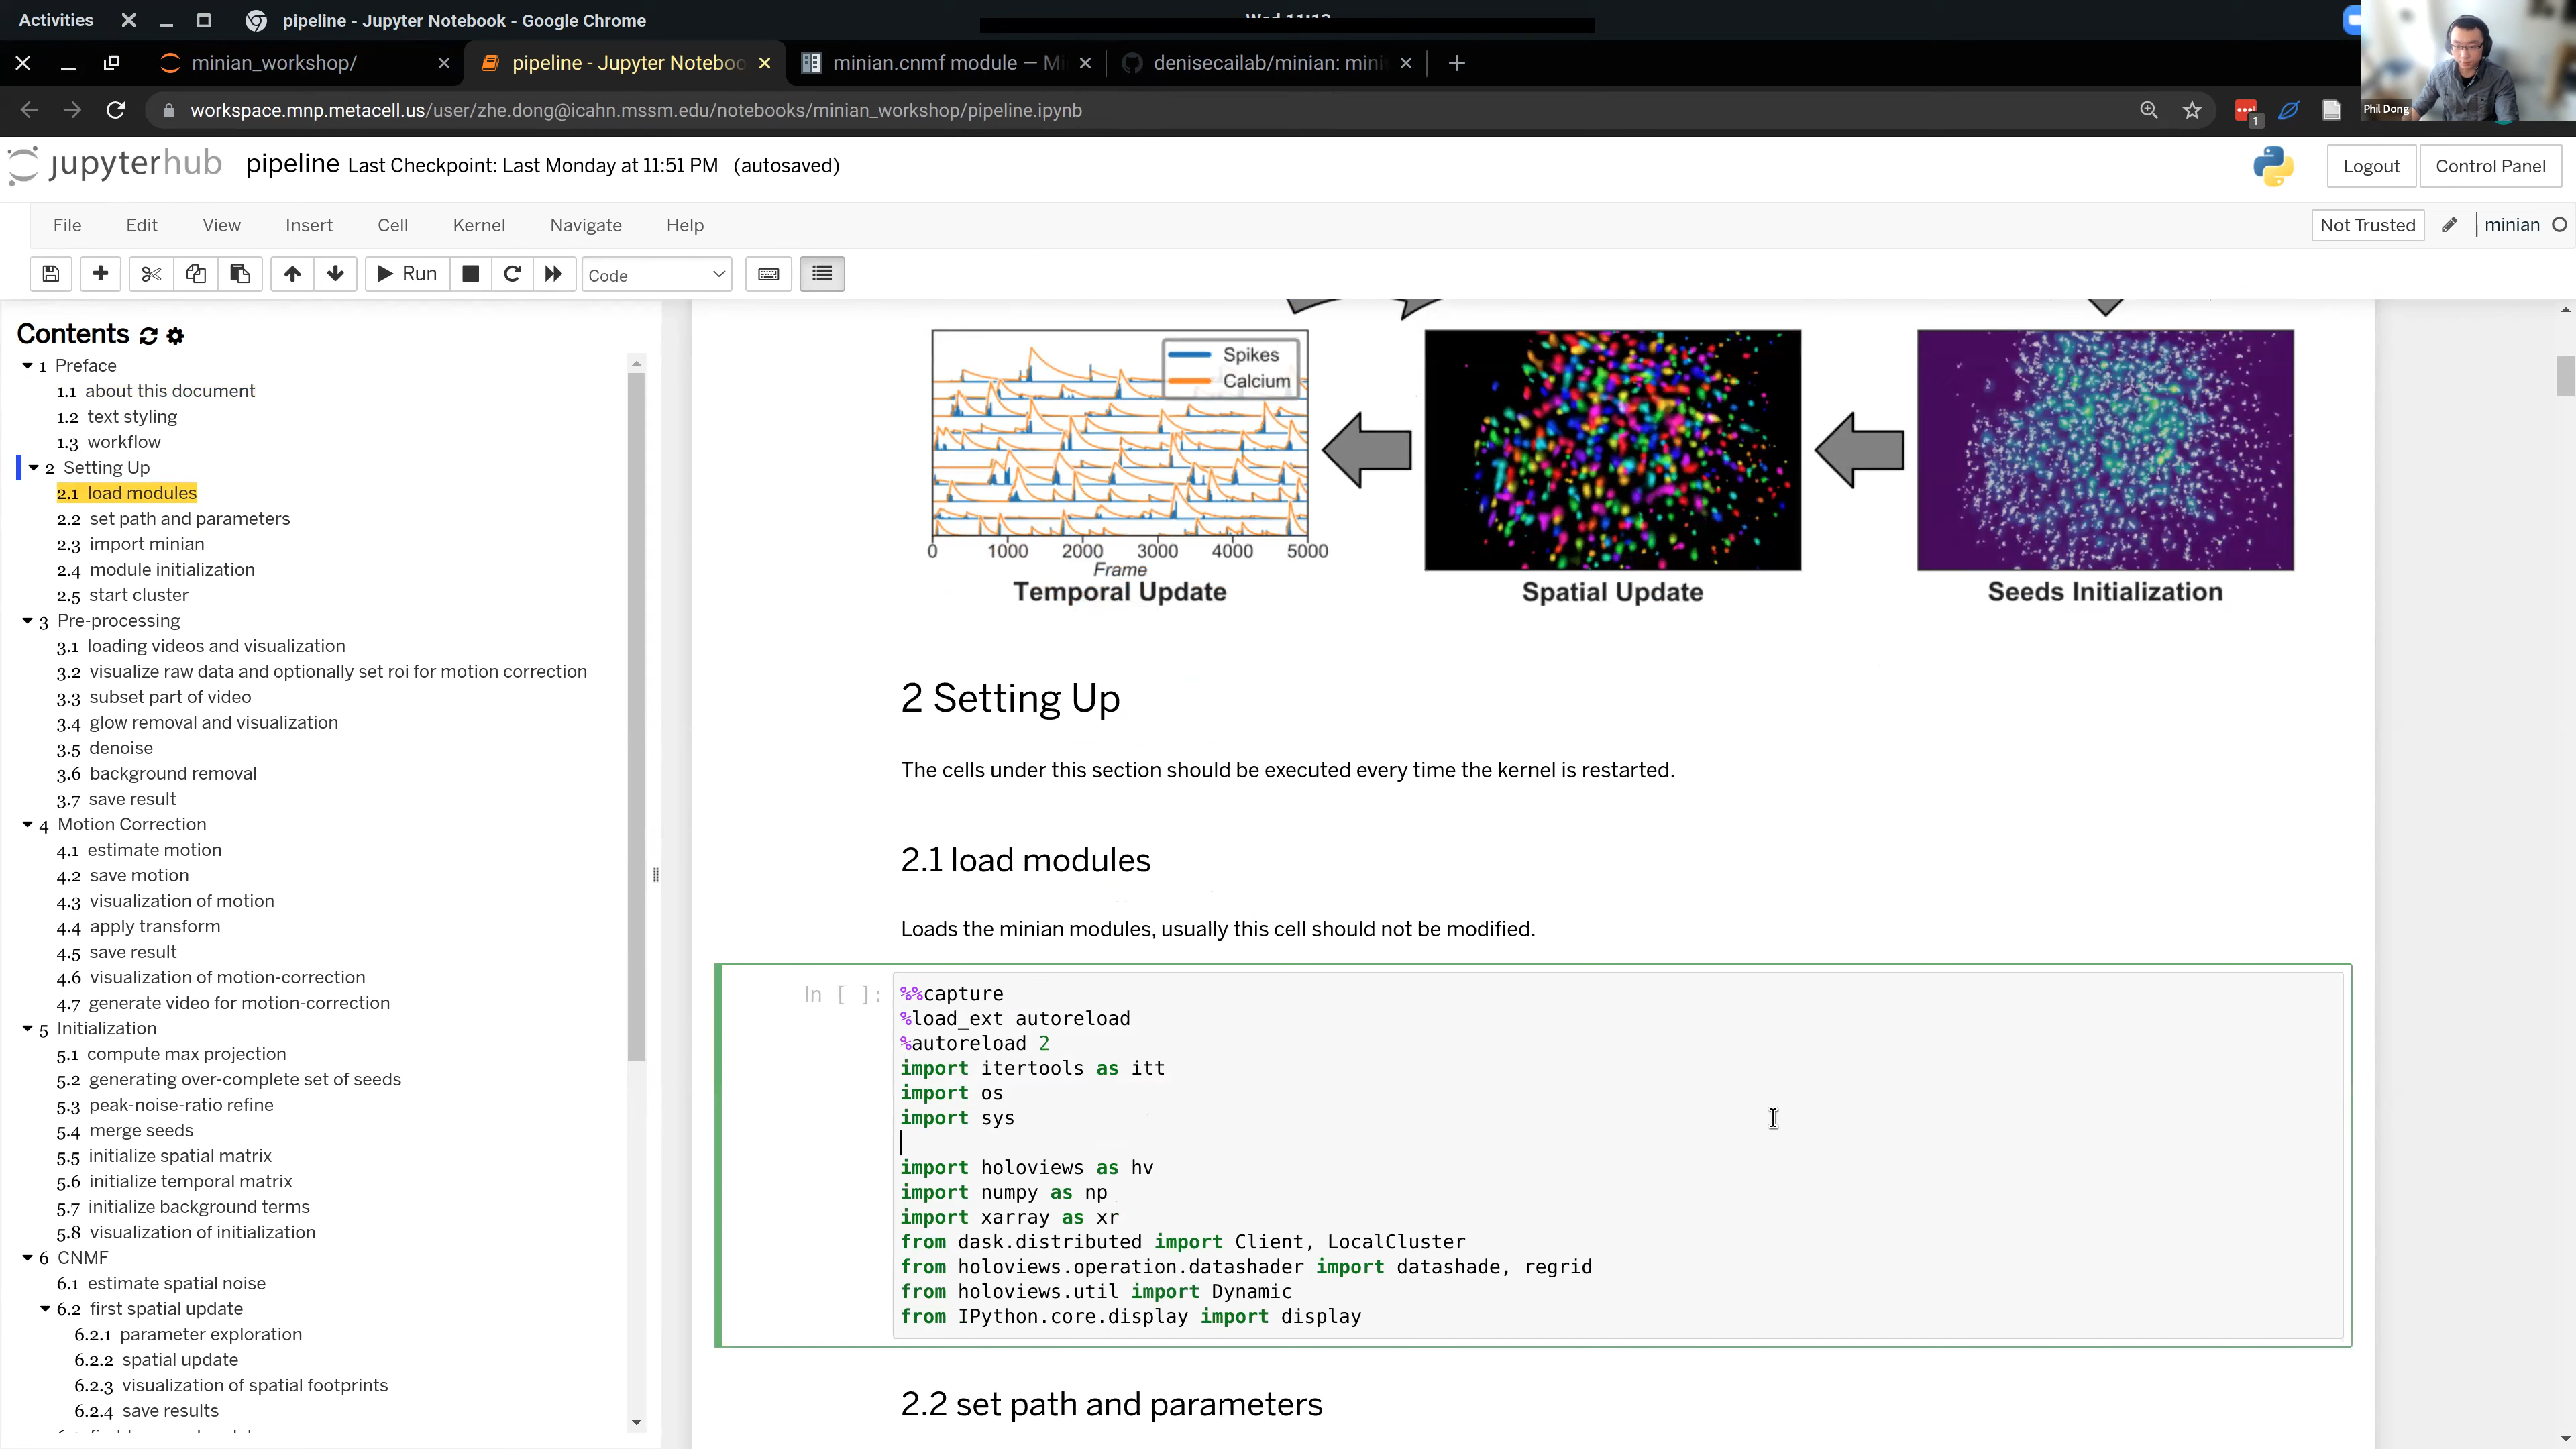 Activities
pipeline - Jupyter Notebook - Google Chrome
minian_workshop/
pipeline - Jupyter Noteboo
minian.cnmf module — Mi
denisecailab/minian: mini
workspace.mnp.metacell.us/user/zhe.dong@icahn.mssm.edu/notebooks/minian_workshop/pipeline.ipynb
1
Phil Dong
jupyterhub
pipeline Last Checkpoint: Last Monday at 11:51 PM (autosaved)
Logout
Control Panel
File Edit View Insert Cell Kernel Navigate Help
Not Trusted
minian
Run
Code
Contents
1 Preface
1.1 about this document
1.2 text styling
1.3 workflow
2 Setting Up
2.1 load modules
2.2 set path and parameters
2.3 import minian
2.4 module initialization
2.5 start cluster
3 Pre-processing
3.1 loading videos and visualization
3.2 visualize raw data and optionally set roi for motion correction
3.3 subset part of video
3.4 glow removal and visualization
3.5 denoise
3.6 background removal
3.7 save result
4 Motion Correction
4.1 estimate motion
4.2 save motion
4.3 visualization of motion
4.4 apply transform
4.5 save result
4.6 visualization of motion-correction
4.7 generate video for motion-correction
5 Initialization
5.1 compute max projection
5.2 generating over-complete set of seeds
5.3 peak-noise-ratio refine
5.4 merge seeds
5.5 initialize spatial matrix
5.6 initialize temporal matrix
5.7 initialize background terms
5.8 visualization of initialization
6 CNMF
6.1 estimate spatial noise
6.2 first spatial update
6.2.1 parameter exploration
6.2.2 spatial update
6.2.3 visualization of spatial footprints
6.2.4 save results
Spikes
Calcium
0 1000 2000 3000 4000 5000
Frame
Temporal Update
Spatial Update
Seeds Initialization
2 Setting Up
The cells under this section should be executed every time the kernel is restarted.
2.1 load modules
Loads the minian modules, usually this cell should not be modified.
In [ ]:
%%capture
%load_ext autoreload
%autoreload 2
import itertools as itt
import os
import sys
import holoviews as hv
import numpy as np
import xarray as xr
from dask.distributed import Client, LocalCluster
from holoviews.operation.datashader import datashade, regrid
from holoviews.util import Dynamic
from IPython.core.display import display
2.2 set path and parameters